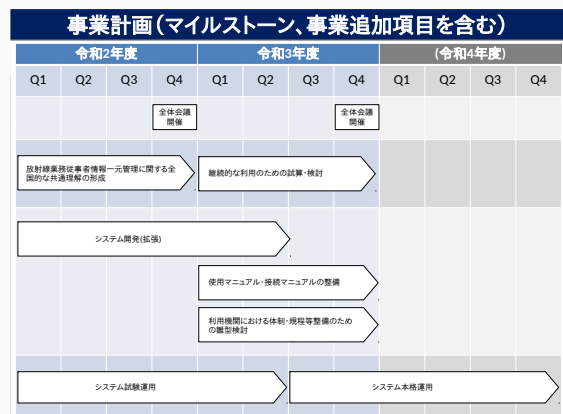 事業計画(マイルストーン、事業追加項目を含む)
令和2年度 令和3年度 (令和4年度)
Q1 Q2 Q3 Q4 Q1 Q2 Q3 Q4 Q1 Q2 Q3 Q4
全体会議
開催
全体会議
開催
放射線業務従事者情報一元管理に関する全
国的な共通理解の形成
継続的な利用のための試算・検討
システム開発(拡張)
使用マニュアル・接続マニュアルの整備
利用機関における体制・規程等整備のため
の雛型検討
システム試験運用
システム本格運用